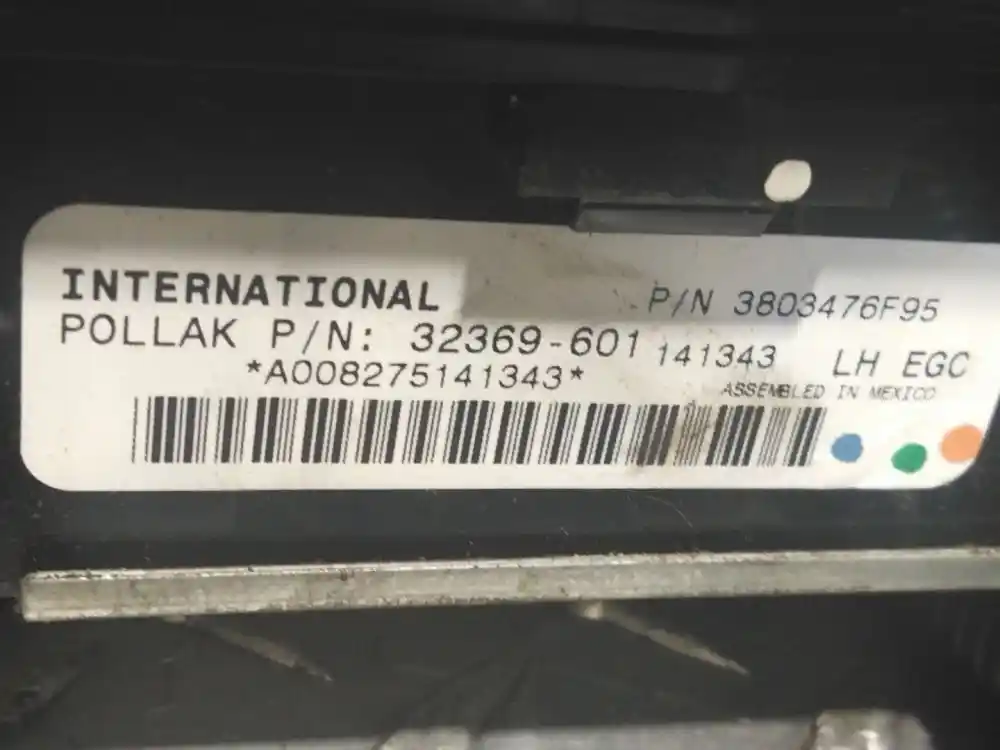 INTERNATIONAL P/N 3803476F95
POLLAK P/N: 32369-601 141343 LH EGC
*A008275141343* ASSEMBLED IN MEXICO